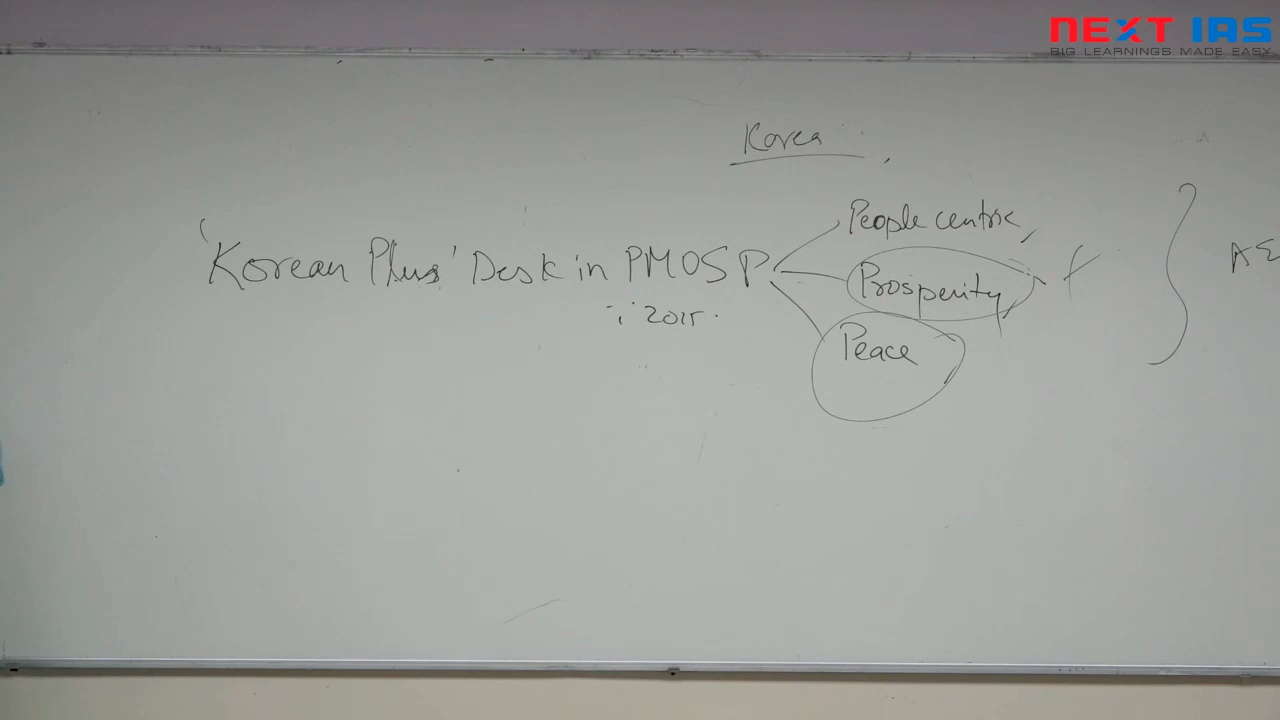 NEXT IAS
BIG LEARNINGS MADE EASY
Korea
People centric,
'Korean Plus' Desk in PMOSP
Prosperity,
2015.
Peace